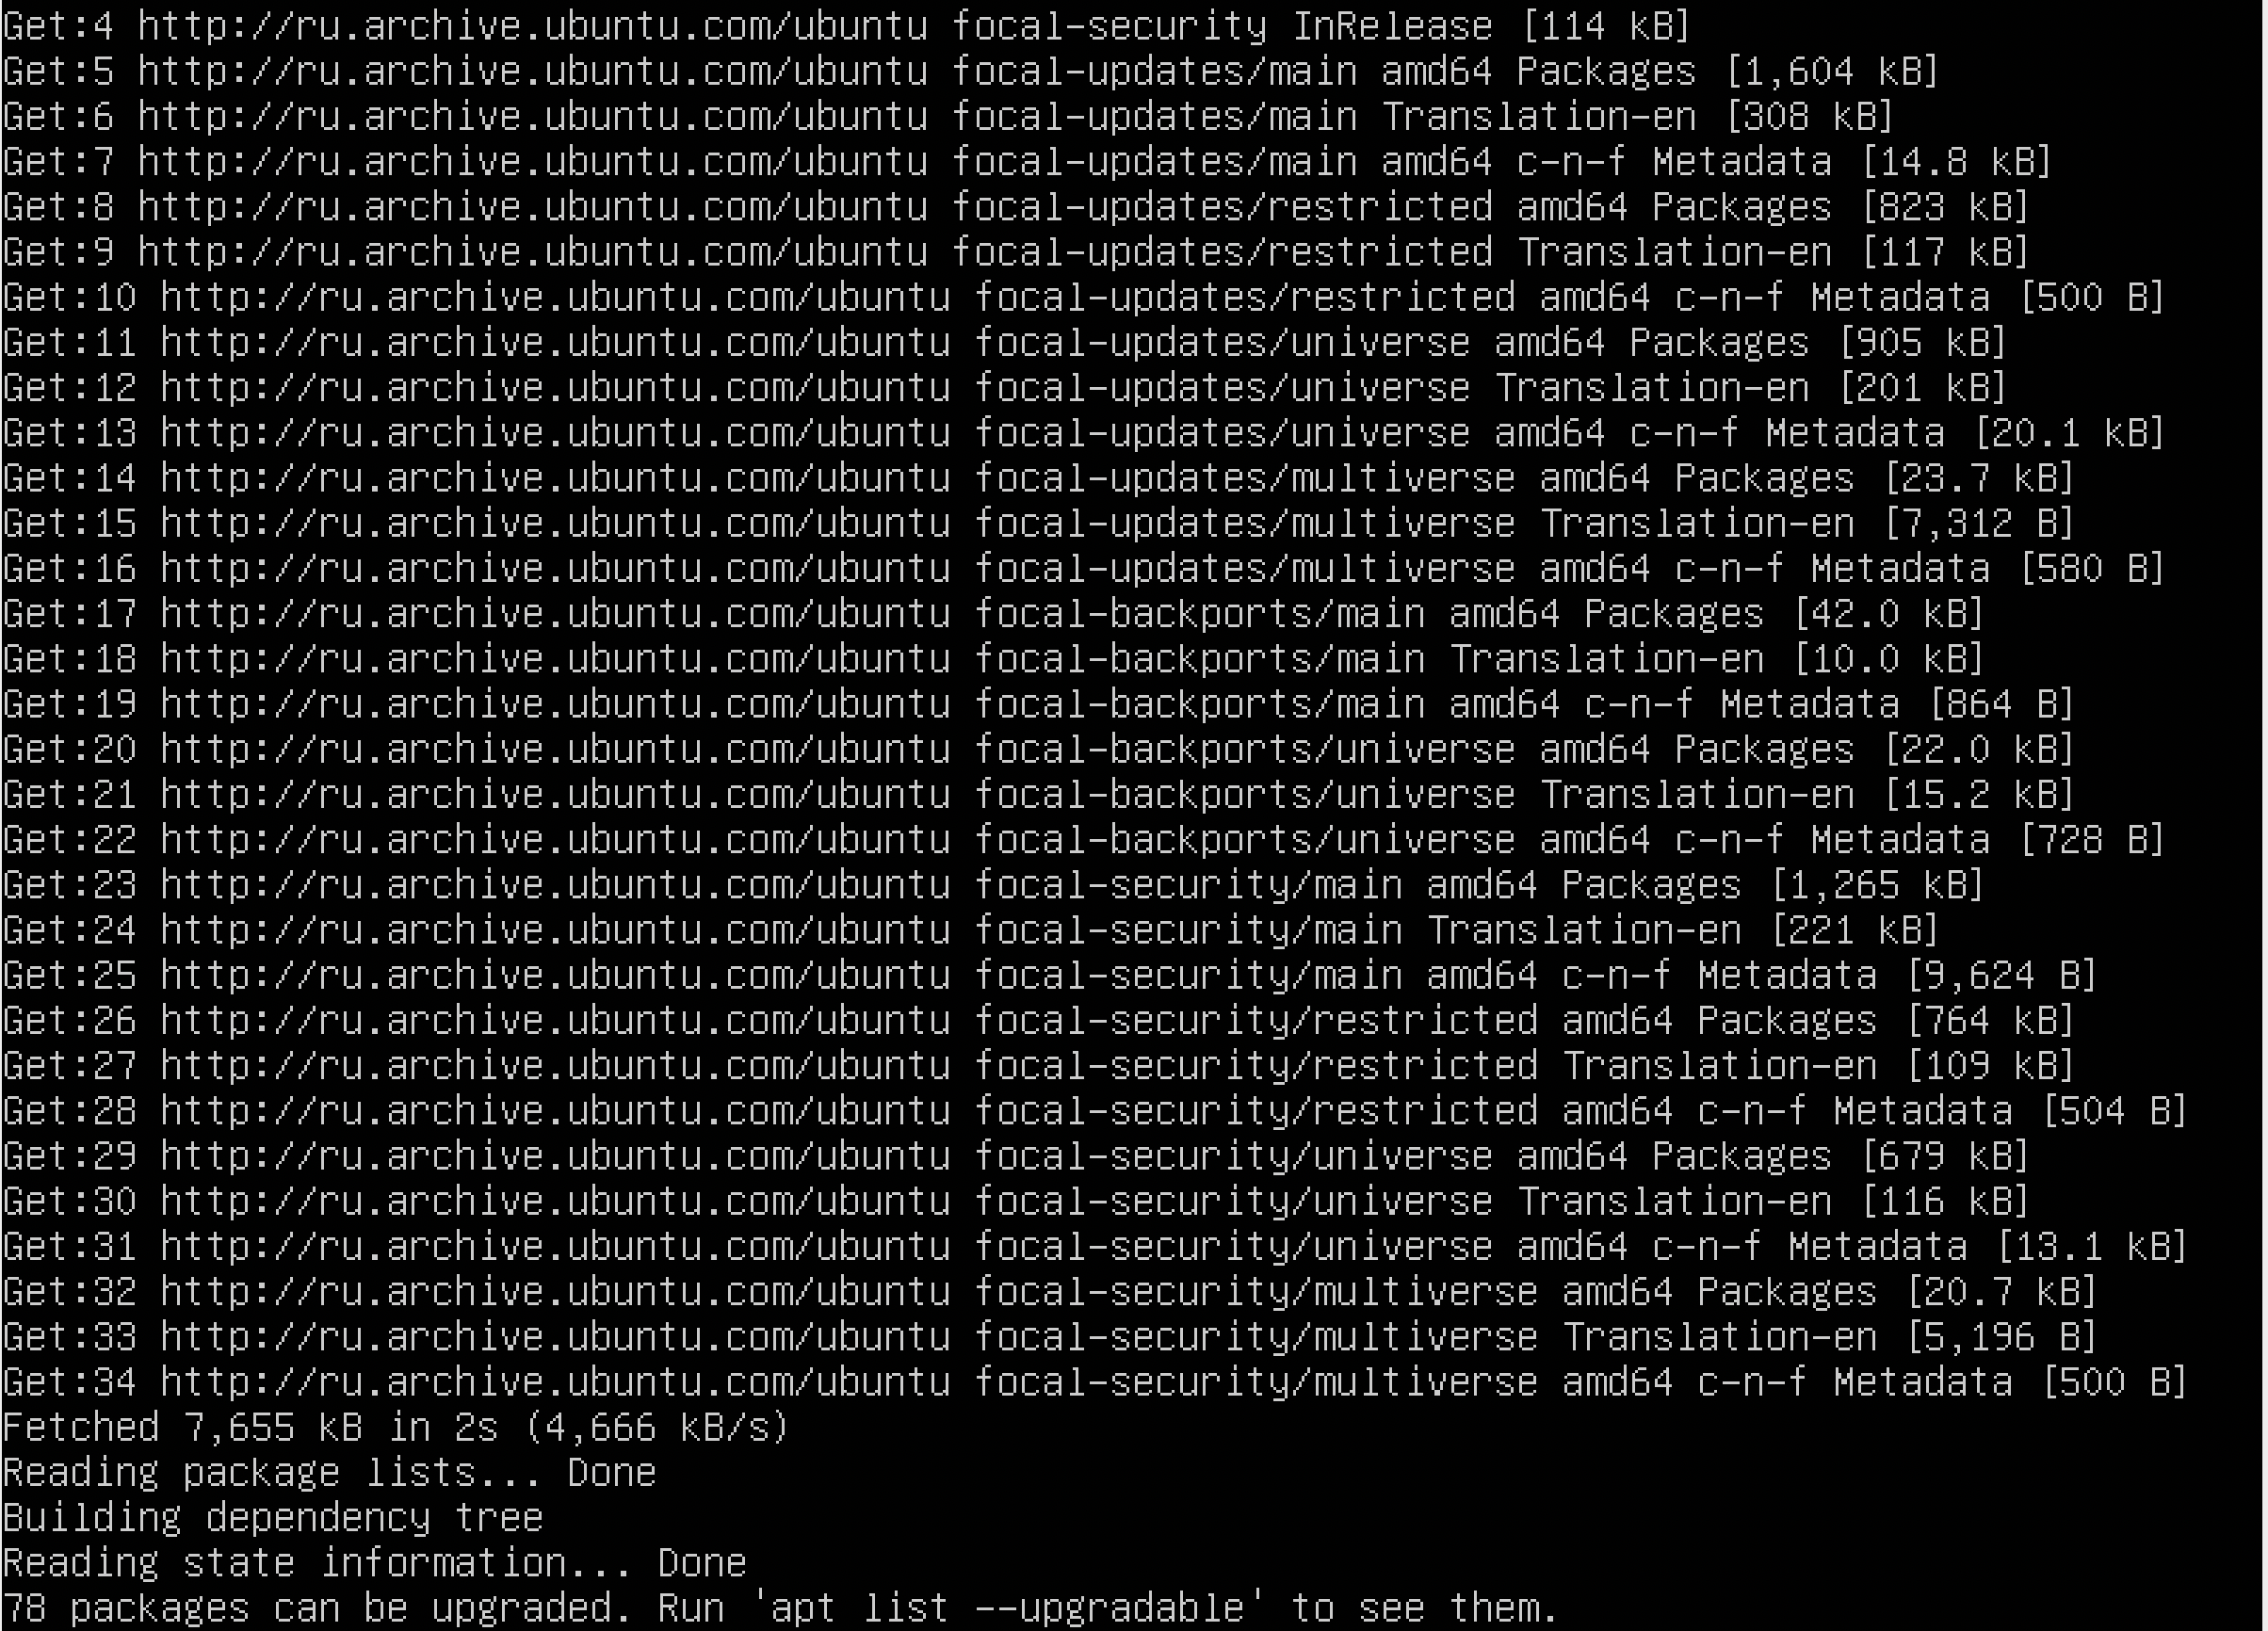 Get:4 http://ru.archive.ubuntu.com/ubuntu focal-security InRelease [114 kB]
Get:5 http://ru.archive.ubuntu.com/ubuntu focal-updates/main amd64 Packages [1,604 kB]
Get:6 http://ru.archive.ubuntu.com/ubuntu focal-updates/main Translation-en [308 kB]
Get:7 http://ru.archive.ubuntu.com/ubuntu focal-updates/main amd64 c-n-f Metadata [14.8 kB]
Get:8 http://ru.archive.ubuntu.com/ubuntu focal-updates/restricted amd64 Packages [823 kB]
Get:9 http://ru.archive.ubuntu.com/ubuntu focal-updates/restricted Translation-en [117 kB]
Get:10 http://ru.archive.ubuntu.com/ubuntu focal-updates/restricted amd64 c-n-f Metadata [500 B]
Get:11 http://ru.archive.ubuntu.com/ubuntu focal-updates/universe amd64 Packages [905 kB]
Get:12 http://ru.archive.ubuntu.com/ubuntu focal-updates/universe Translation-en [201 kB]
Get:13 http://ru.archive.ubuntu.com/ubuntu focal-updates/universe amd64 c-n-f Metadata [20.1 kB]
Get:14 http://ru.archive.ubuntu.com/ubuntu focal-updates/multiverse amd64 Packages [23.7 kB]
Get:15 http://ru.archive.ubuntu.com/ubuntu focal-updates/multiverse Translation-en [7,312 B]
Get:16 http://ru.archive.ubuntu.com/ubuntu focal-updates/multiverse amd64 c-n-f Metadata [580 B]
Get:17 http://ru.archive.ubuntu.com/ubuntu focal-backports/main amd64 Packages [42.0 kB]
Get:18 http://ru.archive.ubuntu.com/ubuntu focal-backports/main Translation-en [10.0 kB]
Get:19 http://ru.archive.ubuntu.com/ubuntu focal-backports/main amd64 c-n-f Metadata [864 B]
Get:20 http://ru.archive.ubuntu.com/ubuntu focal-backports/universe amd64 Packages [22.0 kB]
Get:21 http://ru.archive.ubuntu.com/ubuntu focal-backports/universe Translation-en [15.2 kB]
Get:22 http://ru.archive.ubuntu.com/ubuntu focal-backports/universe amd64 c-n-f Metadata [728 B]
Get:23 http://ru.archive.ubuntu.com/ubuntu focal-security/main amd64 Packages [1,265 kB]
Get:24 http://ru.archive.ubuntu.com/ubuntu focal-security/main Translation-en [221 kB]
Get:25 http://ru.archive.ubuntu.com/ubuntu focal-security/main amd64 c-n-f Metadata [9,624 B]
Get:26 http://ru.archive.ubuntu.com/ubuntu focal-security/restricted amd64 Packages [764 kB]
Get:27 http://ru.archive.ubuntu.com/ubuntu focal-security/restricted Translation-en [109 kB]
Get:28 http://ru.archive.ubuntu.com/ubuntu focal-security/restricted amd64 c-n-f Metadata [504 B]
Get:29 http://ru.archive.ubuntu.com/ubuntu focal-security/universe amd64 Packages [679 kB]
Get:30 http://ru.archive.ubuntu.com/ubuntu focal-security/universe Translation-en [116 kB]
Get:31 http://ru.archive.ubuntu.com/ubuntu focal-security/universe amd64 c-n-f Metadata [13.1 kB]
Get:32 http://ru.archive.ubuntu.com/ubuntu focal-security/multiverse amd64 Packages [20.7 kB]
Get:33 http://ru.archive.ubuntu.com/ubuntu focal-security/multiverse Translation-en [5,196 B]
Get:34 http://ru.archive.ubuntu.com/ubuntu focal-security/multiverse amd64 c-n-f Metadata [500 B]
Fetched 7,655 kB in 2s (4,666 kB/s)
Reading package lists... Done
Building dependency tree
Reading state information... Done
78 packages can be upgraded. Run 'apt list --upgradable' to see them.